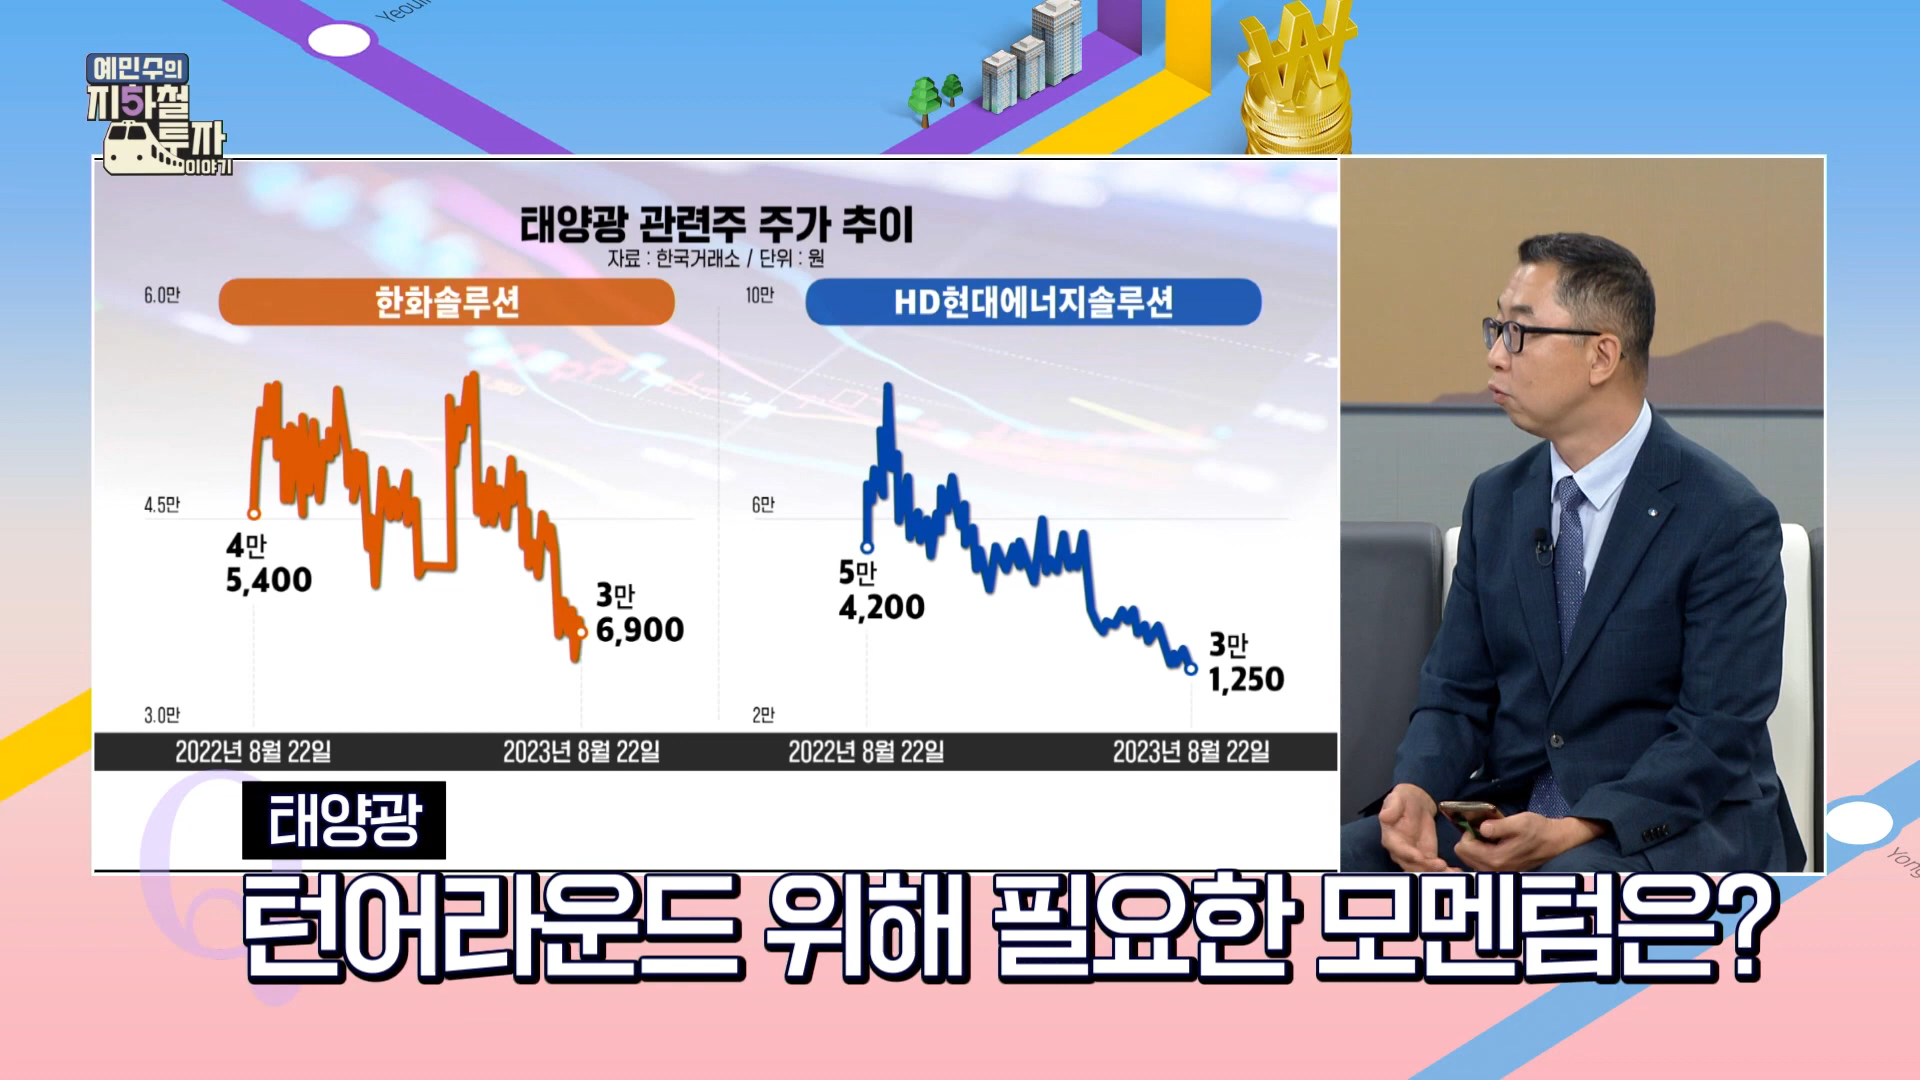 예민수의
지하철
투자
이야기
태양광 관련주 주가 추이
자료 : 한국거래소 / 단위 : 원
6.0만
한화솔루션
4.5만
3.0만
4만
5,400
3만
6,900
2022년 8월 22일
2023년 8월 22일
10만
HD현대에너지솔루션
6만
2만
5만
4,200
3만
1,250
2022년 8월 22일
2023년 8월 22일
태양광
턴어라운드 위해 필요한 모멘텀은?